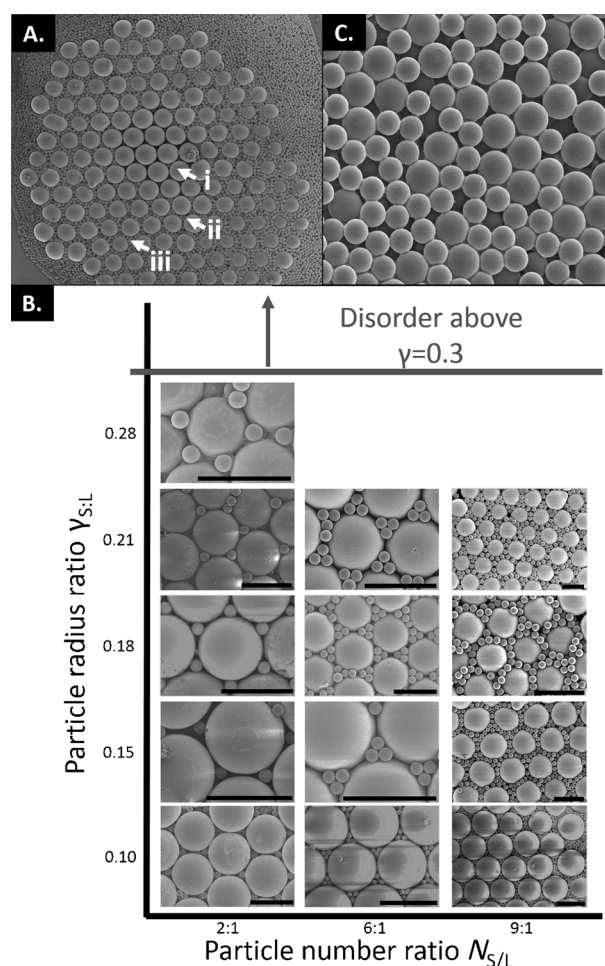 A.
C.
i
ii
iii
B.
Disorder above
γ=0.3
Particle radius ratio γS:L
0.28
0.21
0.18
0.15
0.10
2:1
6:1
9:1
Particle number ratio NS/L